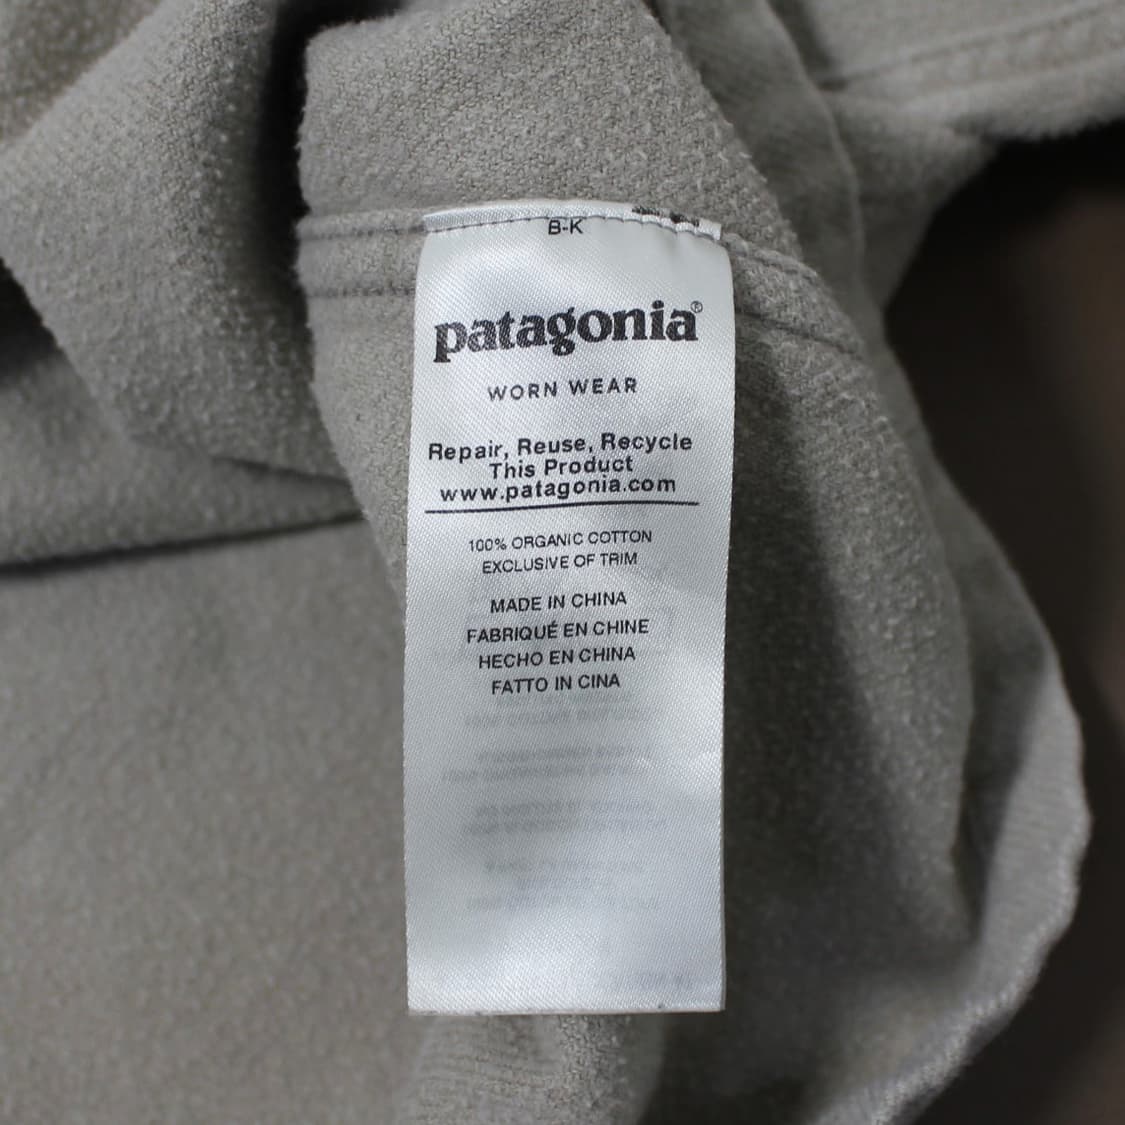 B-K
patagonia®
WORN WEAR
Repair, Reuse, Recycle
This Product
www.patagonia.com
100% ORGANIC COTTON
EXCLUSIVE OF TRIM
MADE IN CHINA
FABRIQUÉ EN CHINE
HECHO EN CHINA
FATTO IN CINA